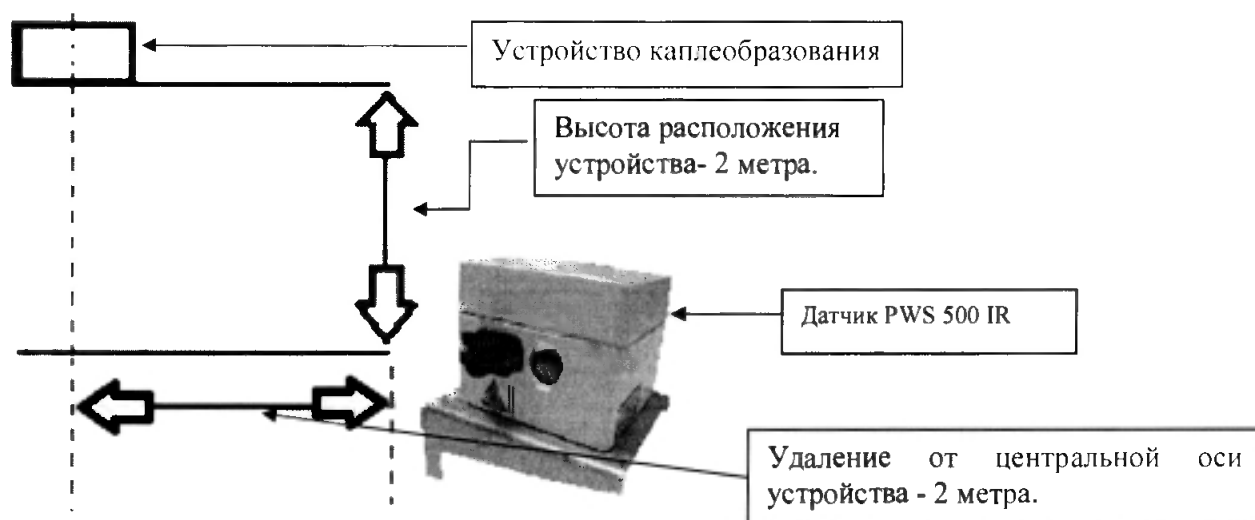 Устройство каплеобразования
Высота расположения
устройства- 2 метра.
Датчик PWS 500 IR
Удаление от центральной оси
устройства - 2 метра.